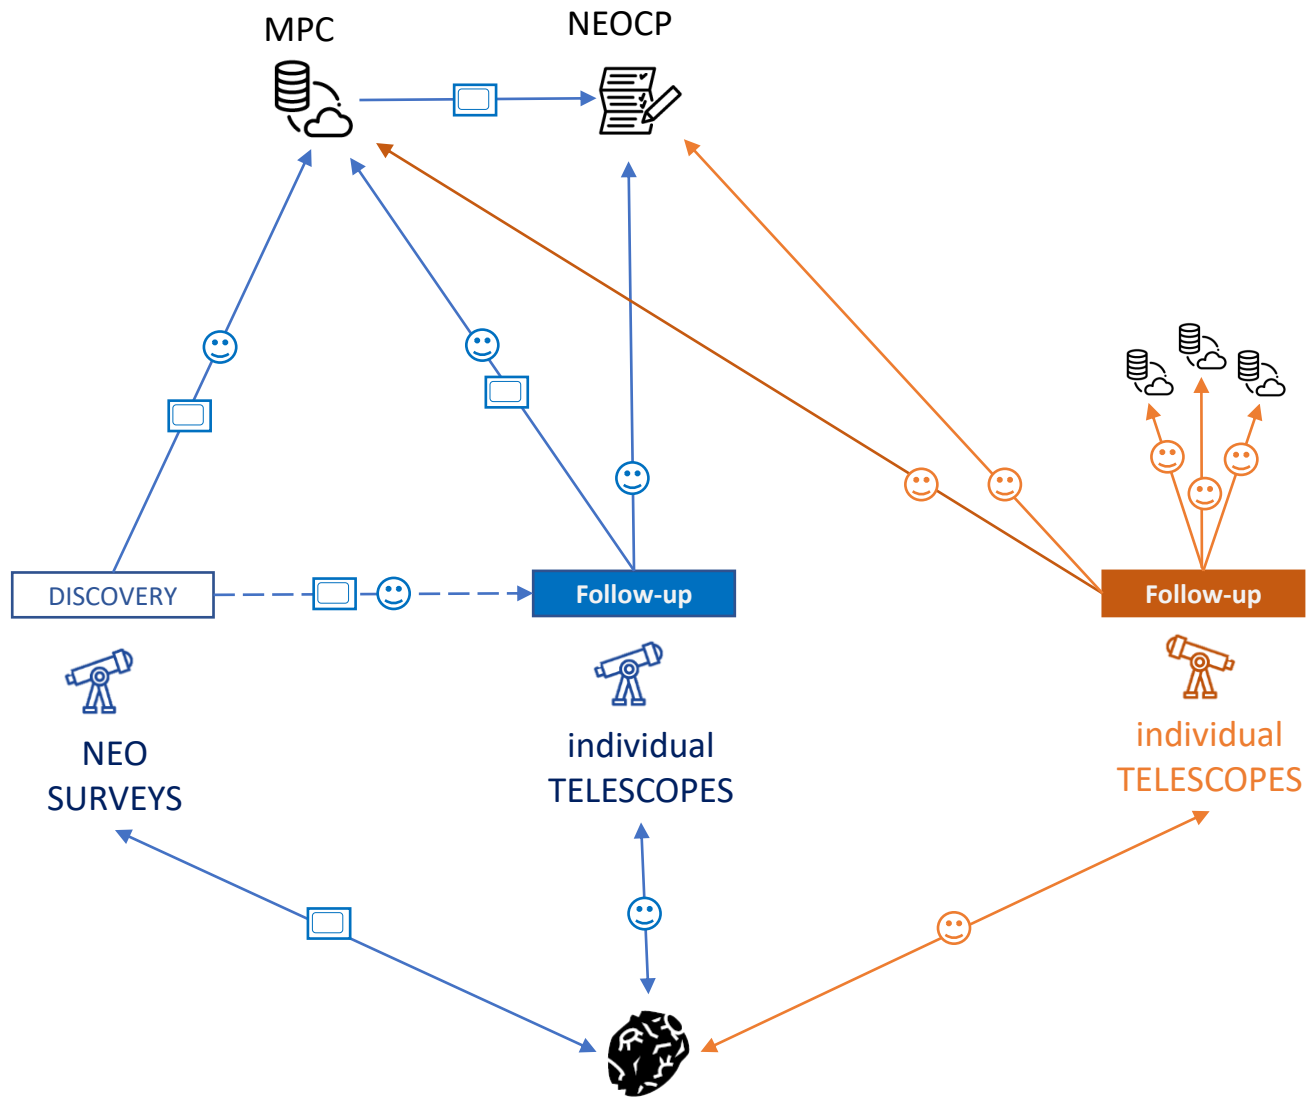 MPC
NEOCP
DISCOVERY
Follow-up
Follow-up
NEO
SURVEYS
individual
TELESCOPES
individual
TELESCOPES